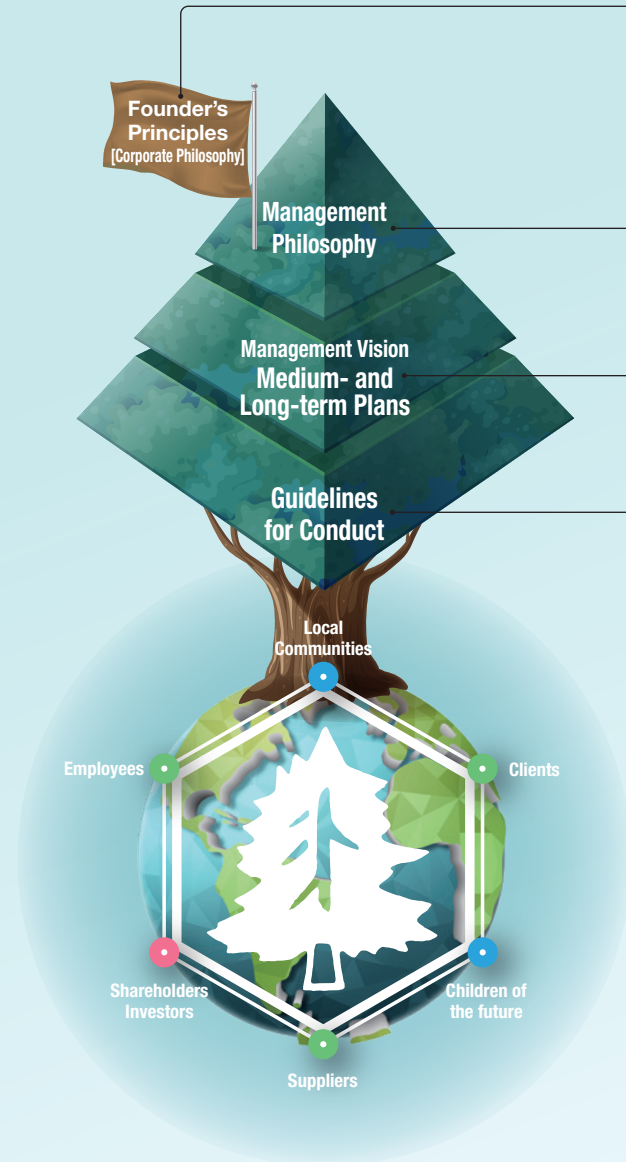 Founder's
Principles
[Corporate Philosophy]
Management
Philosophy
Management Vision
Medium- and
Long-term Plans
Guidelines
for Conduct
Local
Communities
Employees
Clients
Shareholders
Investors
Children of
the future
Suppliers